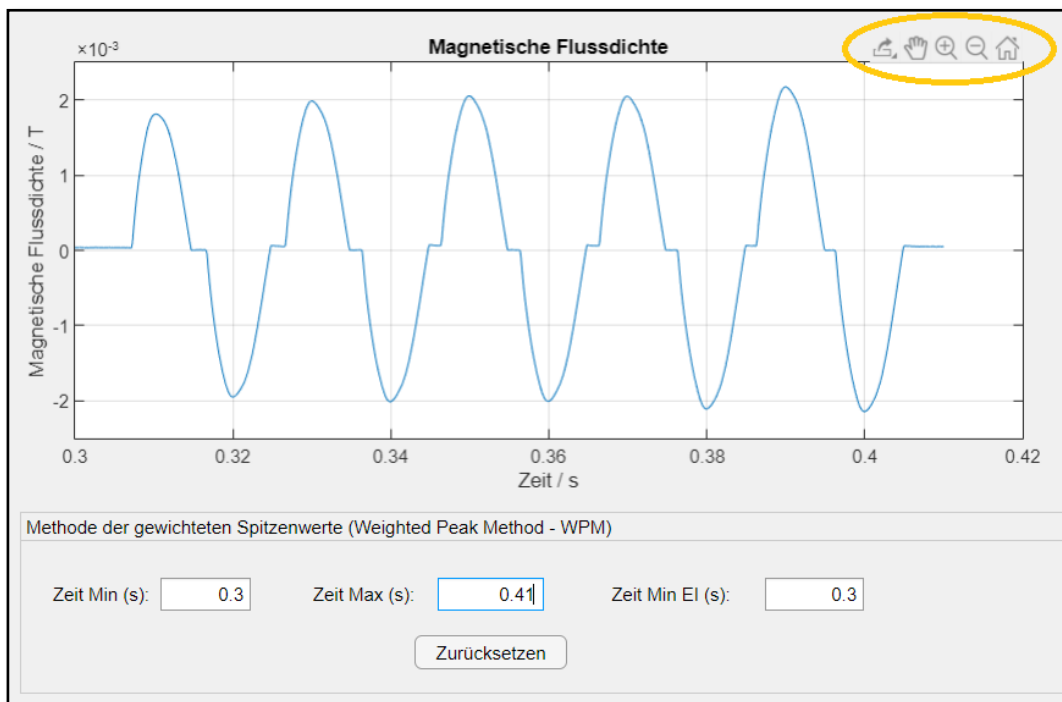 ×10⁻³
Magnetische Flussdichte
Magnetische Flussdichte / T
2
1
0
-1
-2
0.3 0.32 0.34 0.36 0.38 0.4 0.42
Zeit / s
Methode der gewichteten Spitzenwerte (Weighted Peak Method - WPM)
Zeit Min (s): 0.3 Zeit Max (s): 0.41 Zeit Min EI (s): 0.3
Zurücksetzen